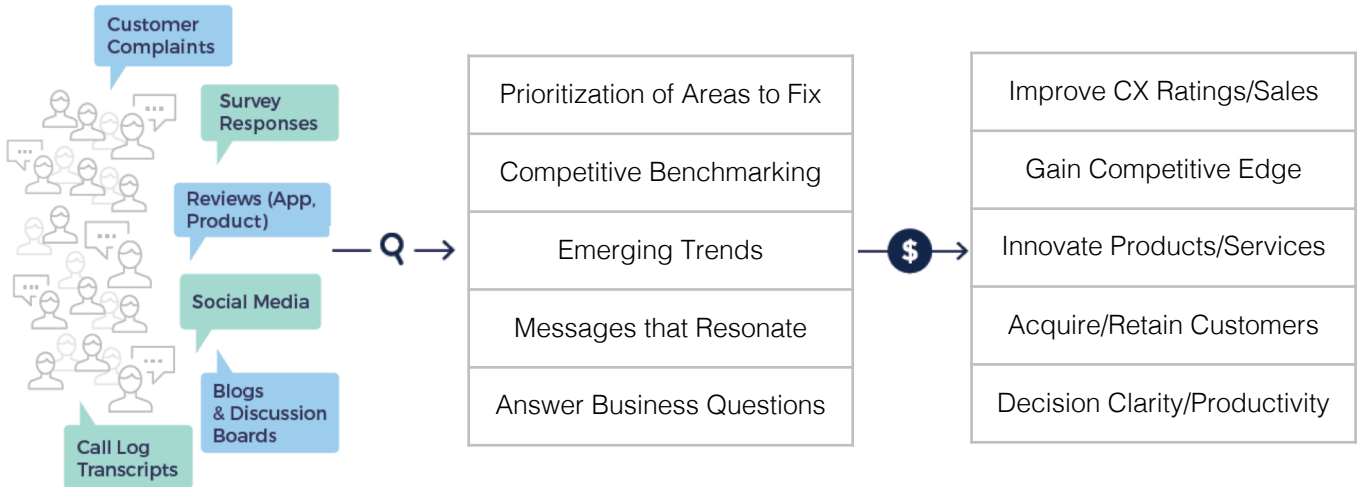 Customer
Complaints
Survey
Responses
Reviews (App,
Product)
Social Media
Blogs
& Discussion
Boards
Call Log
Transcripts
Prioritization of Areas to Fix
Competitive Benchmarking
Emerging Trends
Messages that Resonate
Answer Business Questions
$
Improve CX Ratings/Sales
Gain Competitive Edge
Innovate Products/Services
Acquire/Retain Customers
Decision Clarity/Productivity